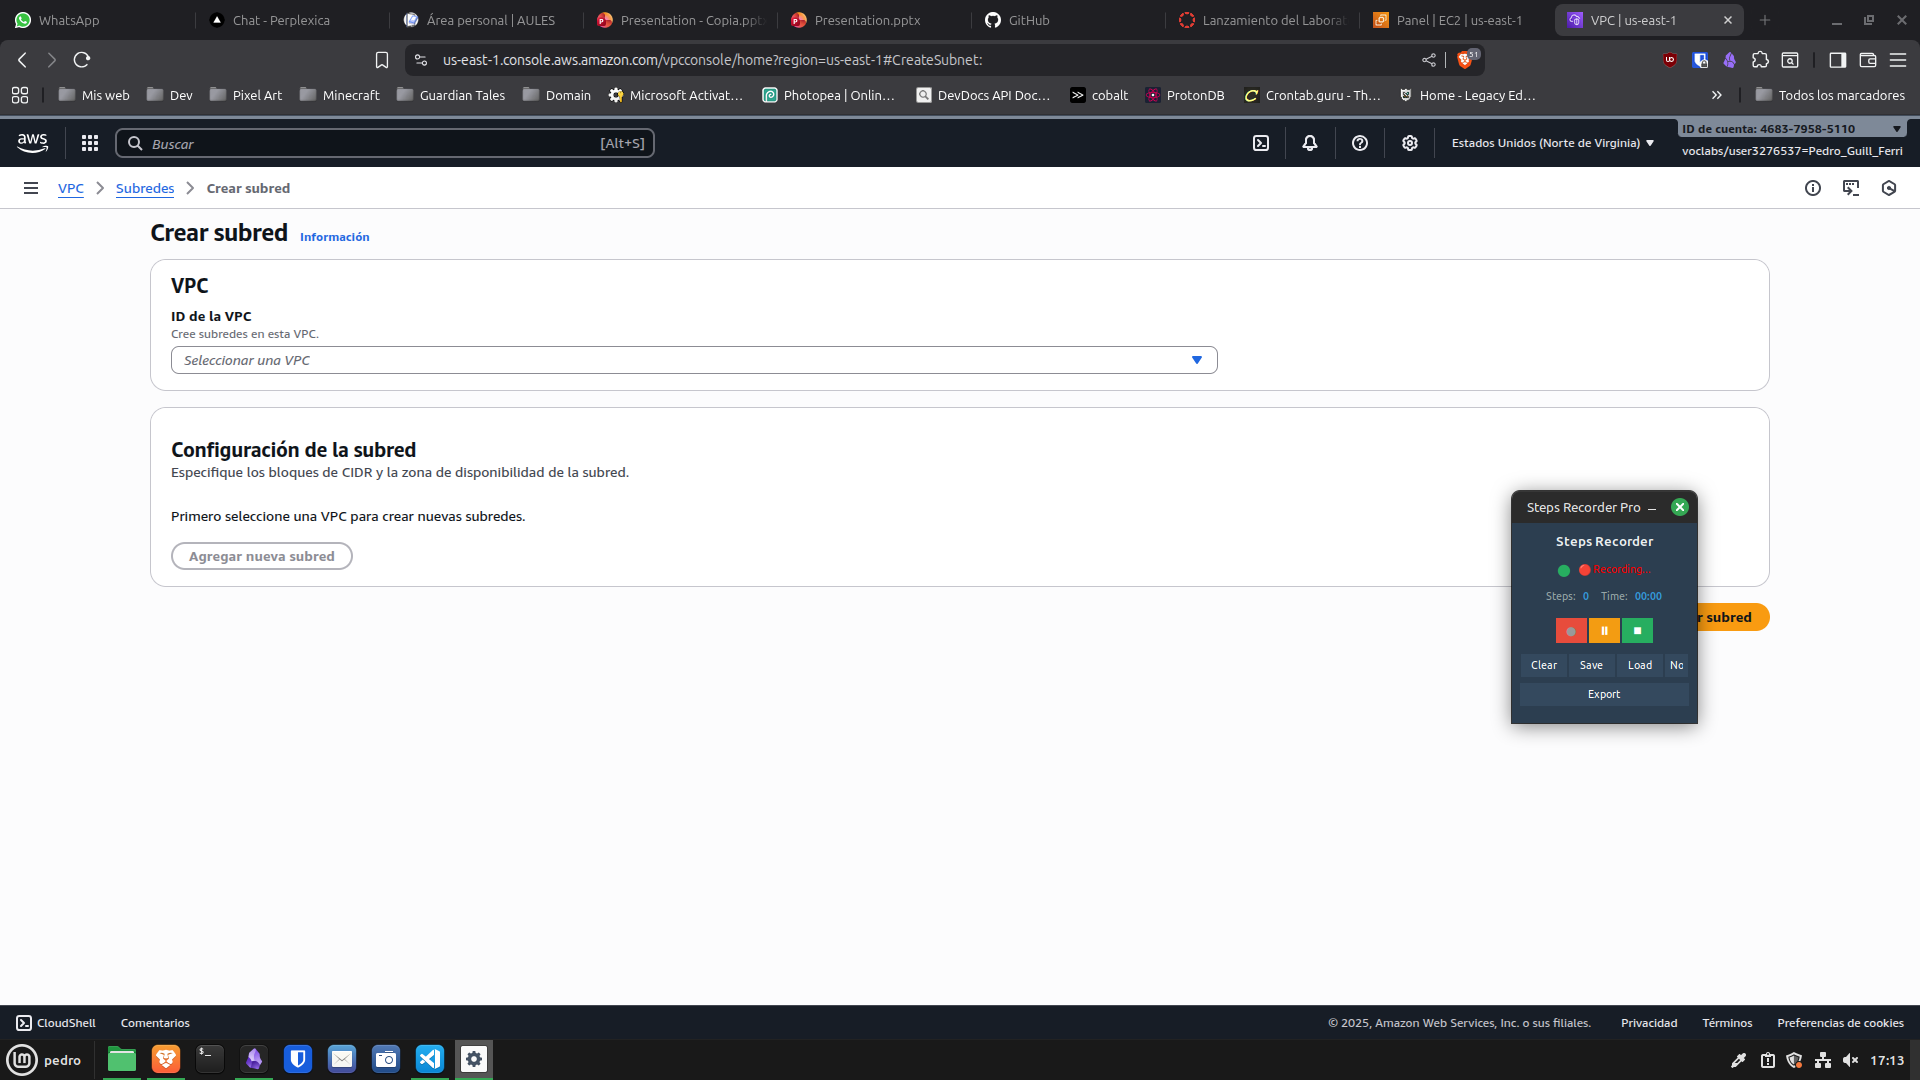 WhatsApp
Chat - Perplexica
Área personal | AULES
Presentation - Copia.ppt
Presentation.pptx
GitHub
Lanzamiento del Laborat
Panel | EC2 | us-east-1
VPC | us-east-1
us-east-1.console.aws.amazon.com/vpcconsole/home?region=us-east-1#CreateSubnet:
51
Mis web
Dev
Pixel Art
Minecraft
Guardian Tales
Domain
Microsoft Activat...
Photopea | Onlin...
DevDocs API Doc...
cobalt
ProtonDB
Crontab.guru - Th...
Home - Legacy Ed...
Todos los marcadores
aws
Buscar
[Alt+S]
Estados Unidos (Norte de Virginia)
ID de cuenta: 4683-7958-5110
voclabs/user3276537=Pedro_Guill_Ferri
VPC
Subredes
Crear subred
Crear subred
Información
VPC
ID de la VPC
Cree subredes en esta VPC.
Seleccionar una VPC
Configuración de la subred
Especifique los bloques de CIDR y la zona de disponibilidad de la subred.
Primero seleccione una VPC para crear nuevas subredes.
Agregar nueva subred
r subred
Steps Recorder Pro
Steps Recorder
Recording...
Steps: 0 Time: 00:00
Clear
Save
Load
No
Export
CloudShell
Comentarios
© 2025, Amazon Web Services, Inc. o sus filiales.
Privacidad
Términos
Preferencias de cookies
pedro
17:13